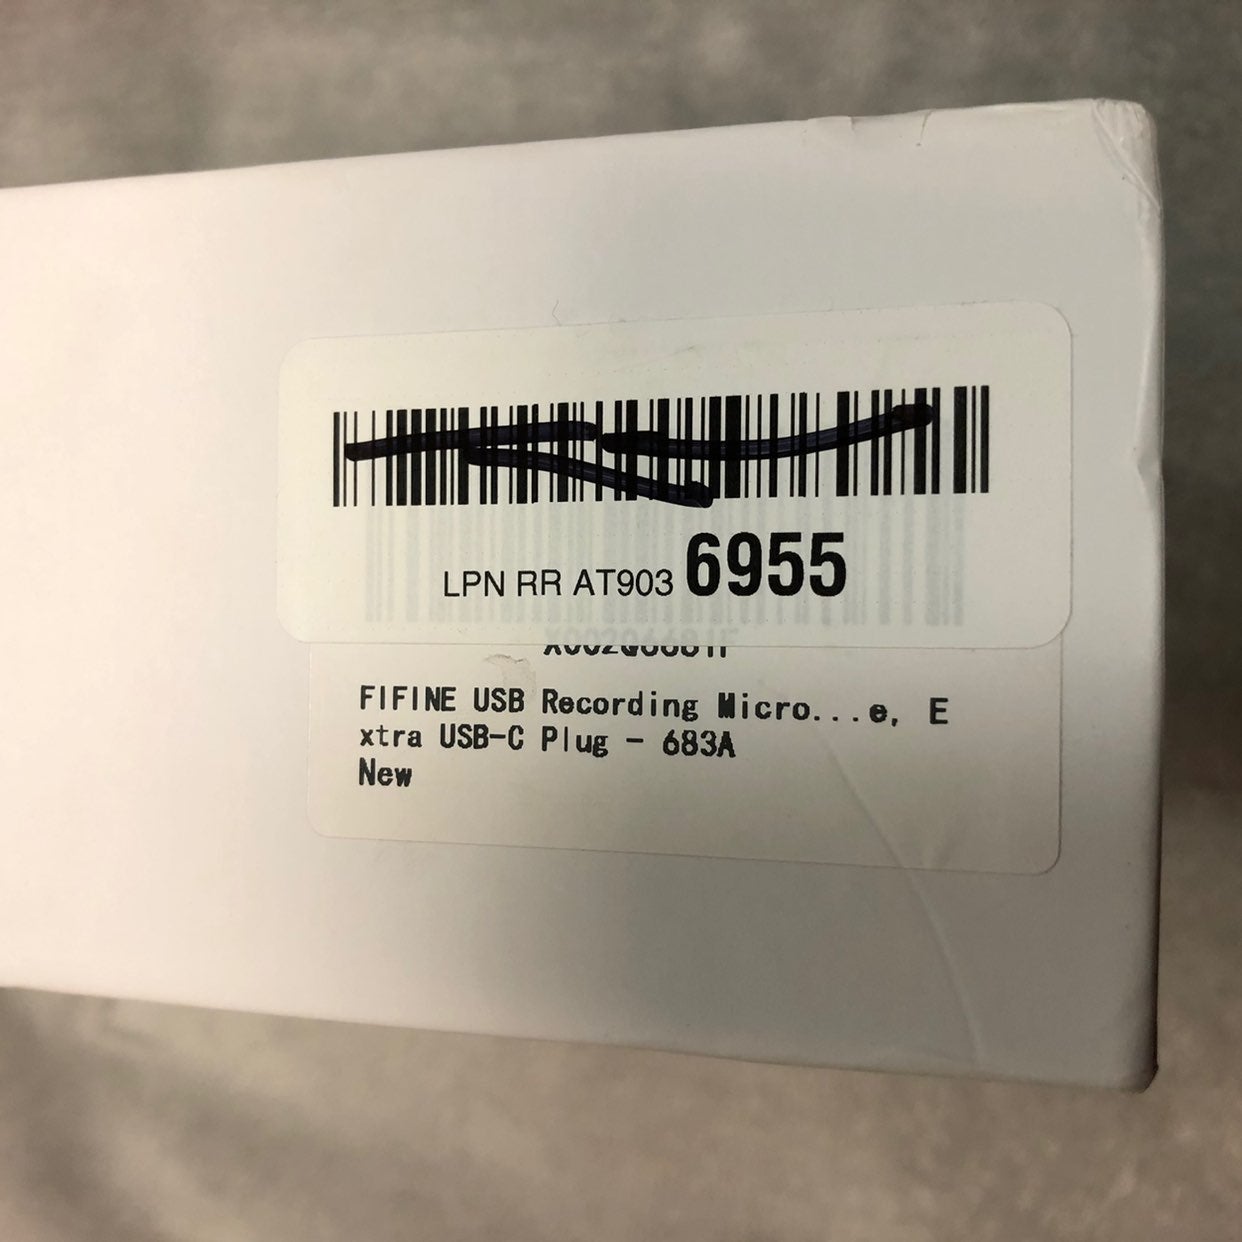 LPN RR AT903 6955
FIFINE USB Recording Micro...e, E
xtra USB-C Plug - 683A
New